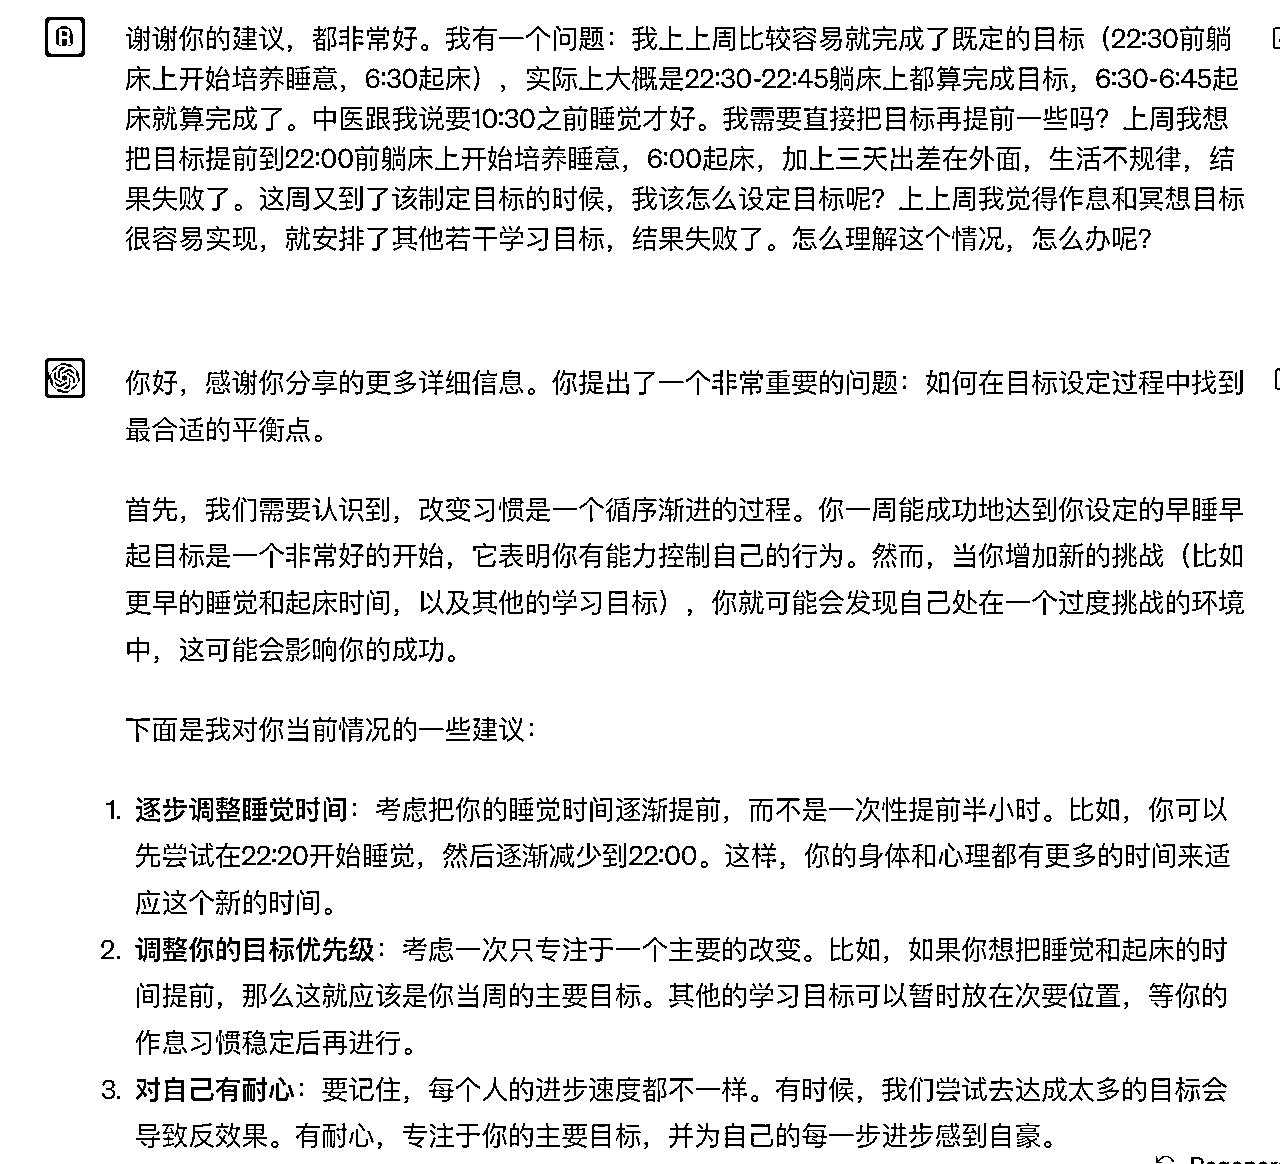 谢谢你的建议，都非常好。我有一个问题：我上上周比较容易就完成了既定的目标（22:30前躺
床上开始培养睡意，6:30起床），实际上大概是22:30-22:45躺床上都算完成目标，6:30-6:45起
床就算完成了。中医跟我说要10:30之前睡觉才好。我需要直接把目标再提前一些吗？上周我想
把目标提前到22:00前躺床上开始培养睡意，6:00起床，加上三天出差在外面，生活不规律，结
果失败了。这周又到了该制定目标的时候，我该怎么设定目标呢？上上周我觉得作息和冥想目标
很容易实现，就安排了其他若干学习目标，结果失败了。怎么理解这个情况，怎么办呢？
你好，感谢你分享的更多详细信息。你提出了一个非常重要的问题：如何在目标设定过程中找到
最合适的平衡点。
首先，我们需要认识到，改变习惯是一个循序渐进的过程。你一周能成功地达到你设定的早睡早
起目标是一个非常好的开始，它表明你有能力控制自己的行为。然而，当你增加新的挑战（比如
更早的睡觉和起床时间，以及其他的学习目标），你就可能会发现自己处在一个过度挑战的环境
中，这可能会影响你的成功。
下面是我对你当前情况的一些建议：
1. 逐步调整睡觉时间：考虑把你的睡觉时间逐渐提前，而不是一次性提前半小时。比如，你可以
先尝试在22:20开始睡觉，然后逐渐减少到22:00。这样，你的身体和心理都有更多的时间来适
应这个新的时间。
2. 调整你的目标优先级：考虑一次只专注于一个主要的改变。比如，如果你想把睡觉和起床的时
间提前，那么这就应该是你当周的主要目标。其他的学习目标可以暂时放在次要位置，等你的
作息习惯稳定后再进行。
3. 对自己有耐心：要记住，每个人的进步速度都不一样。有时候，我们尝试去达成太多的目标会
导致反效果。有耐心，专注于你的主要目标，并为自己的每一步进步感到自豪。